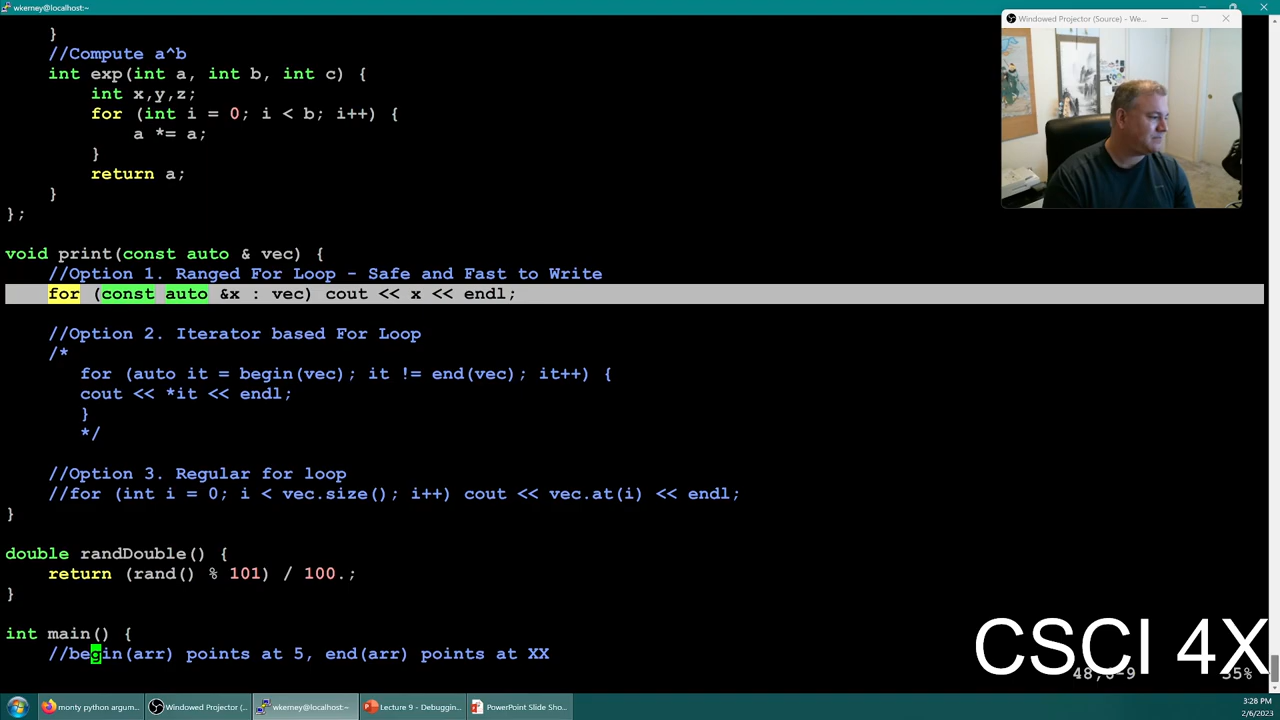 wkerney@localhost:~
Windowed Projector (Source) - We...
}
//Compute a^b
int exp(int a, int b, int c) {
int x,y,z;
for (int i = 0; i < b; i++) {
a *= a;
}
return a;
}
};
void print(const auto & vec) {
//Option 1. Ranged For Loop - Safe and Fast to Write
for (const auto &x : vec) cout << x << endl;
//Option 2. Iterator based For Loop
/*
for (auto it = begin(vec); it != end(vec); it++) {
cout << *it << endl;
}
*/
//Option 3. Regular for loop
//for (int i = 0; i < vec.size(); i++) cout << vec.at(i) << endl;
}
double randDouble() {
return (rand() % 101) / 100.;
}
int main() {
//begin(arr) points at 5, end(arr) points at XX
CSCI 4X
monty python argum...
Windowed Projector (...
wkerney@localhost:~
Lecture 9 - Debuggin...
PowerPoint Slide Sho...
3:28 PM
2/6/2023